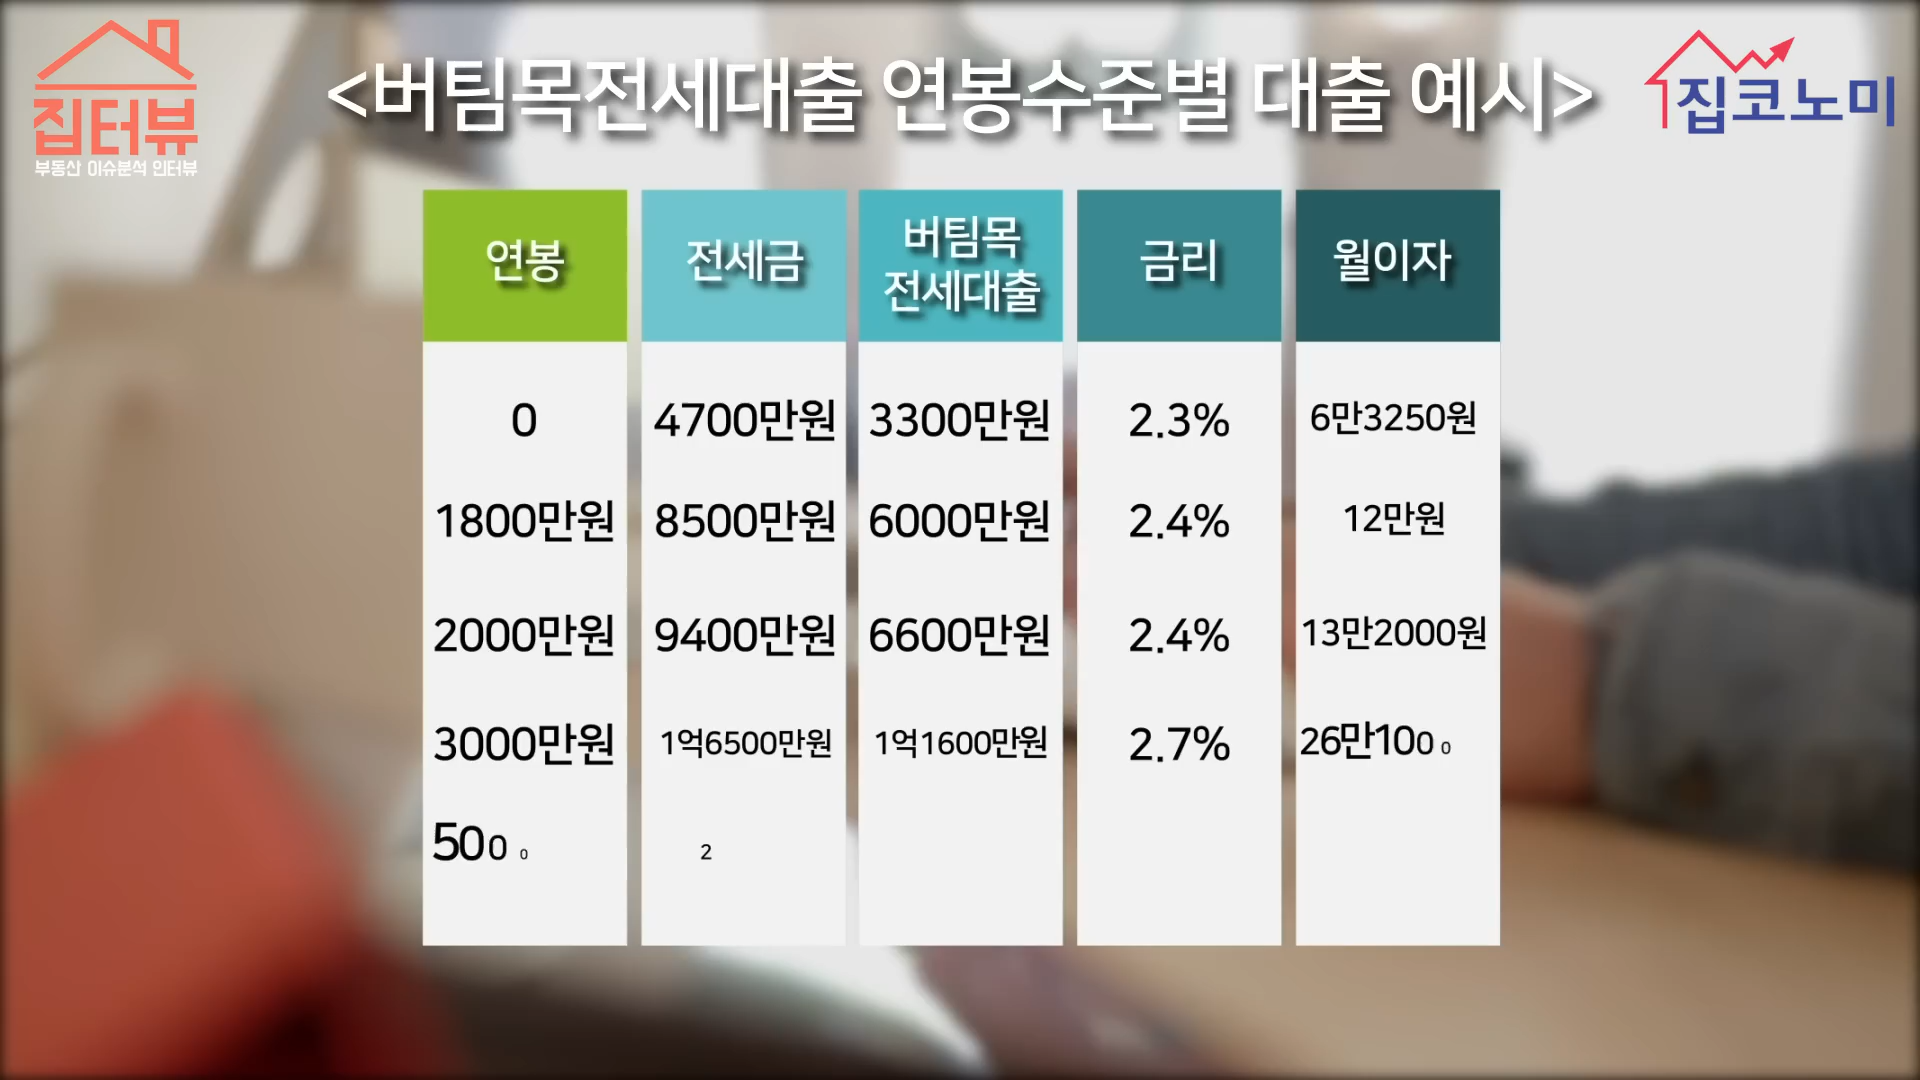 집터뷰
부동산 이슈분석 인터뷰
<버팀목전세대출 연봉수준별 대출 예시>
집코노미
연봉 전세금 버팀목 전세대출 금리 월이자
0 4700만원 3300만원 2.3% 6만3250원
1800만원 8500만원 6000만원 2.4% 12만원
2000만원 9400만원 6600만원 2.4% 13만2000원
3000만원 1억6500만원 1억1600만원 2.7% 26만1000
5000 2